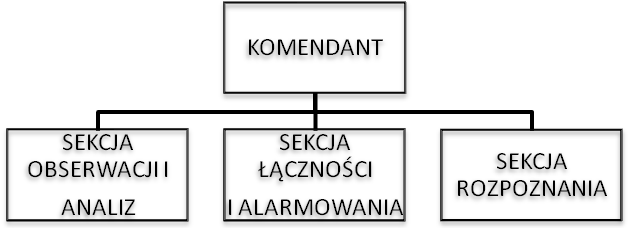 KOMENDANT
SEKCJA
OBSERWACJI I
ANALIZ
SEKCJA
ŁĄCZNOŚCI
I ALARMOWANIA
SEKCJA
ROZPOZNANIA